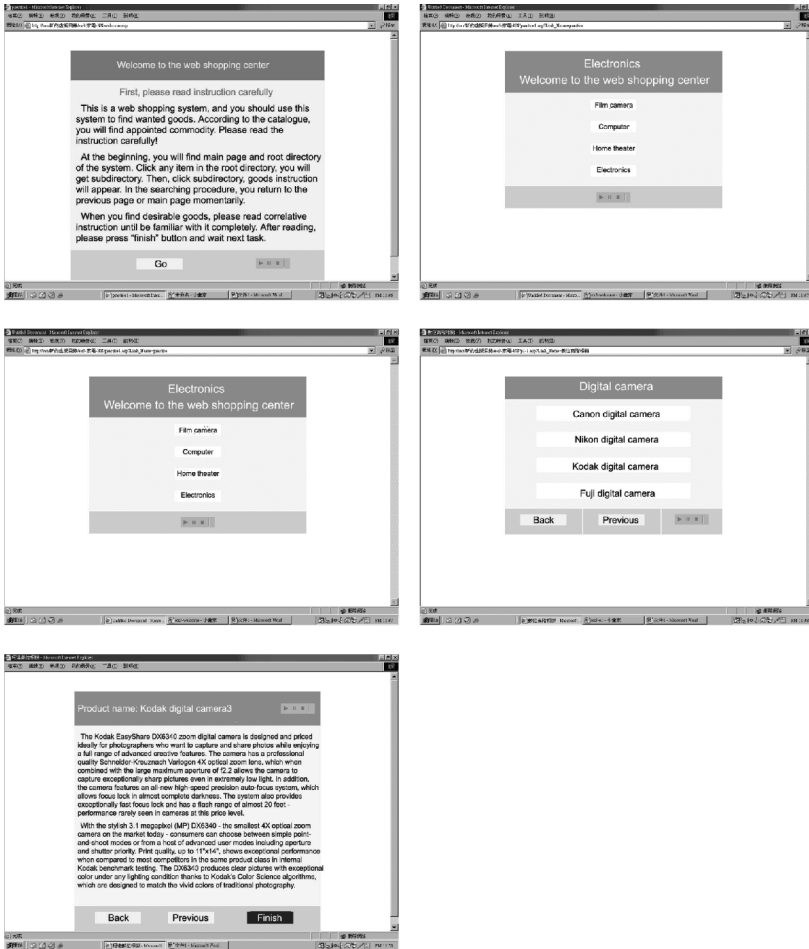 Welcome to the web shopping center
First, please read instruction carefully
This is a web shopping system, and you should use this
system to find wanted goods. According to the catalogue,
you will find appointed commodity. Please read the
instruction carefully!
At the beginning, you will find main page and root directory
of the system. Click any item in the root directory, you will
get subdirectory. Then, click subdirectory, goods instruction
will appear. In the searching procedure, you return to the
previous page or main page momentarily.
When you find desirable goods, please read correlative
instruction until be familiar with it completely. After reading,
please press "finish" button and wait next task.
Go
Electronics
Welcome to the web shopping center
Film camera
Computer
Home theater
Electronics
Electronics
Welcome to the web shopping center
Film camera
Computer
Home theater
Electronics
Digital camera
Canon digital camera
Nikon digital camera
Kodak digital camera
Fuji digital camera
Back Previous
Product name: Kodak digital camera3
The Kodak EasyShare DX6340 zoom digital camera is designed and priced
ideally for photographers who want to capture and share photos while enjoying
a full range of advanced creative features. The camera has a professional
quality Schneider-Kreuznach Variogon 4X optical zoom lens, which when
combined with the large maximum aperture of f2.2 allows the camera to
capture exceptionally sharp pictures even in extremely low light. In addition,
the camera features an all-new high-speed precision auto-focus system, which
allows focus lock in almost complete darkness. The system also provides
exceptionally fast focus lock and has a flash range of almost 20 feet -
performance rarely seen in cameras at this price level.
With the stylish 3.1 megapixel (MP) DX6340 - the smallest 4X optical zoom
camera on the market today - consumers can choose between simple point-
and-shoot modes or from a host of advanced user modes including aperture
and shutter priority. Print quality, up to 11"x14", shows exceptional performance
when compared to most competitors in the same product class in internal
Kodak benchmark testing. The DX6340 produces clear pictures with exceptional
color under any lighting condition thanks to Kodak's Color Science algorithms,
which are designed to match the vivid colors of traditional photography.
Back Previous Finish